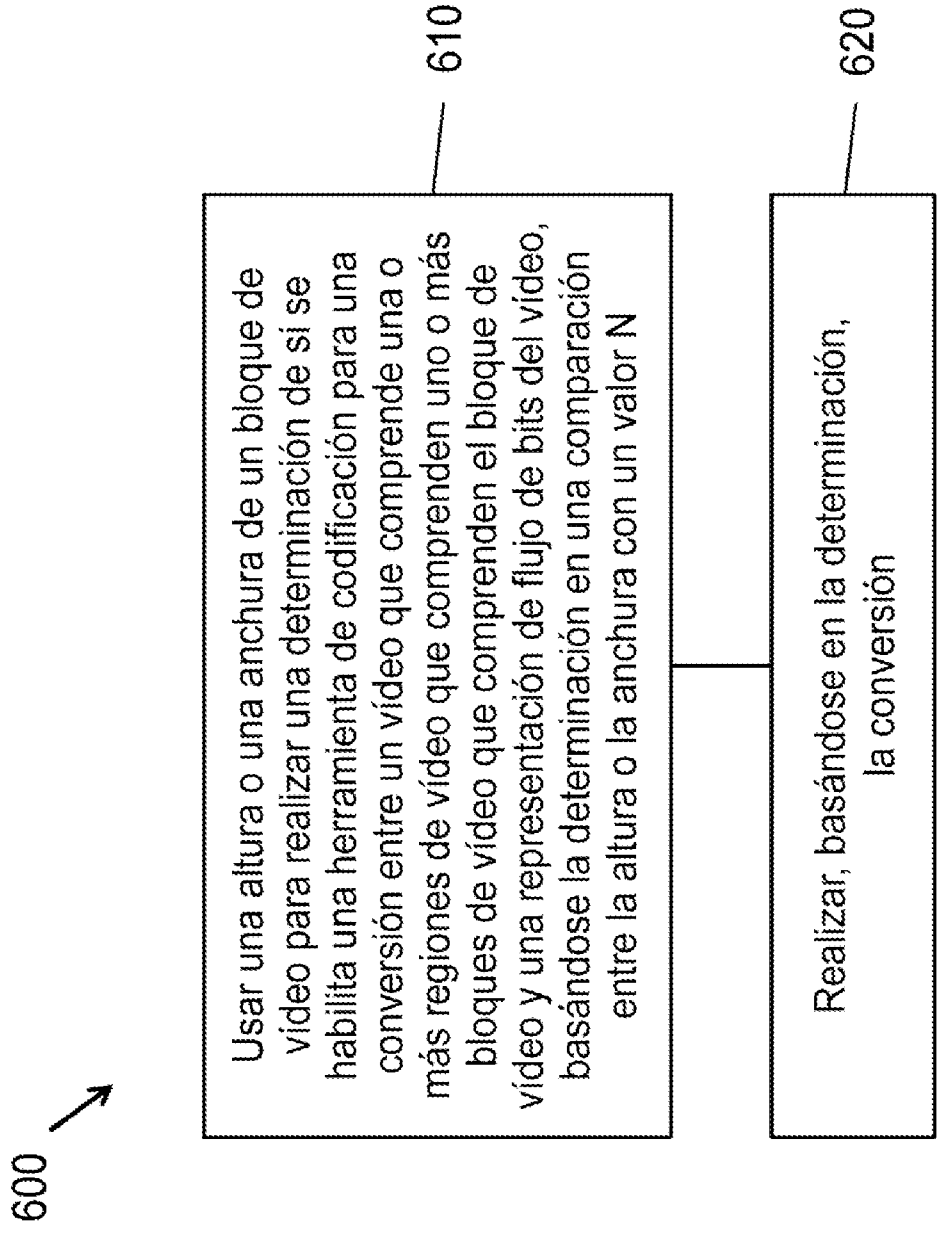 600
Usar una altura o una anchura de un bloque de
vídeo para realizar una determinación de si se
habilita una herramienta de codificación para una
conversión entre un vídeo que comprende una o
más regiones de vídeo que comprenden uno o más
bloques de vídeo que comprenden el bloque de
vídeo y una representación de flujo de bits del vídeo,
basándose la determinación en una comparación
entre la altura o la anchura con un valor N
610
Realizar, basándose en la determinación,
la conversión
620